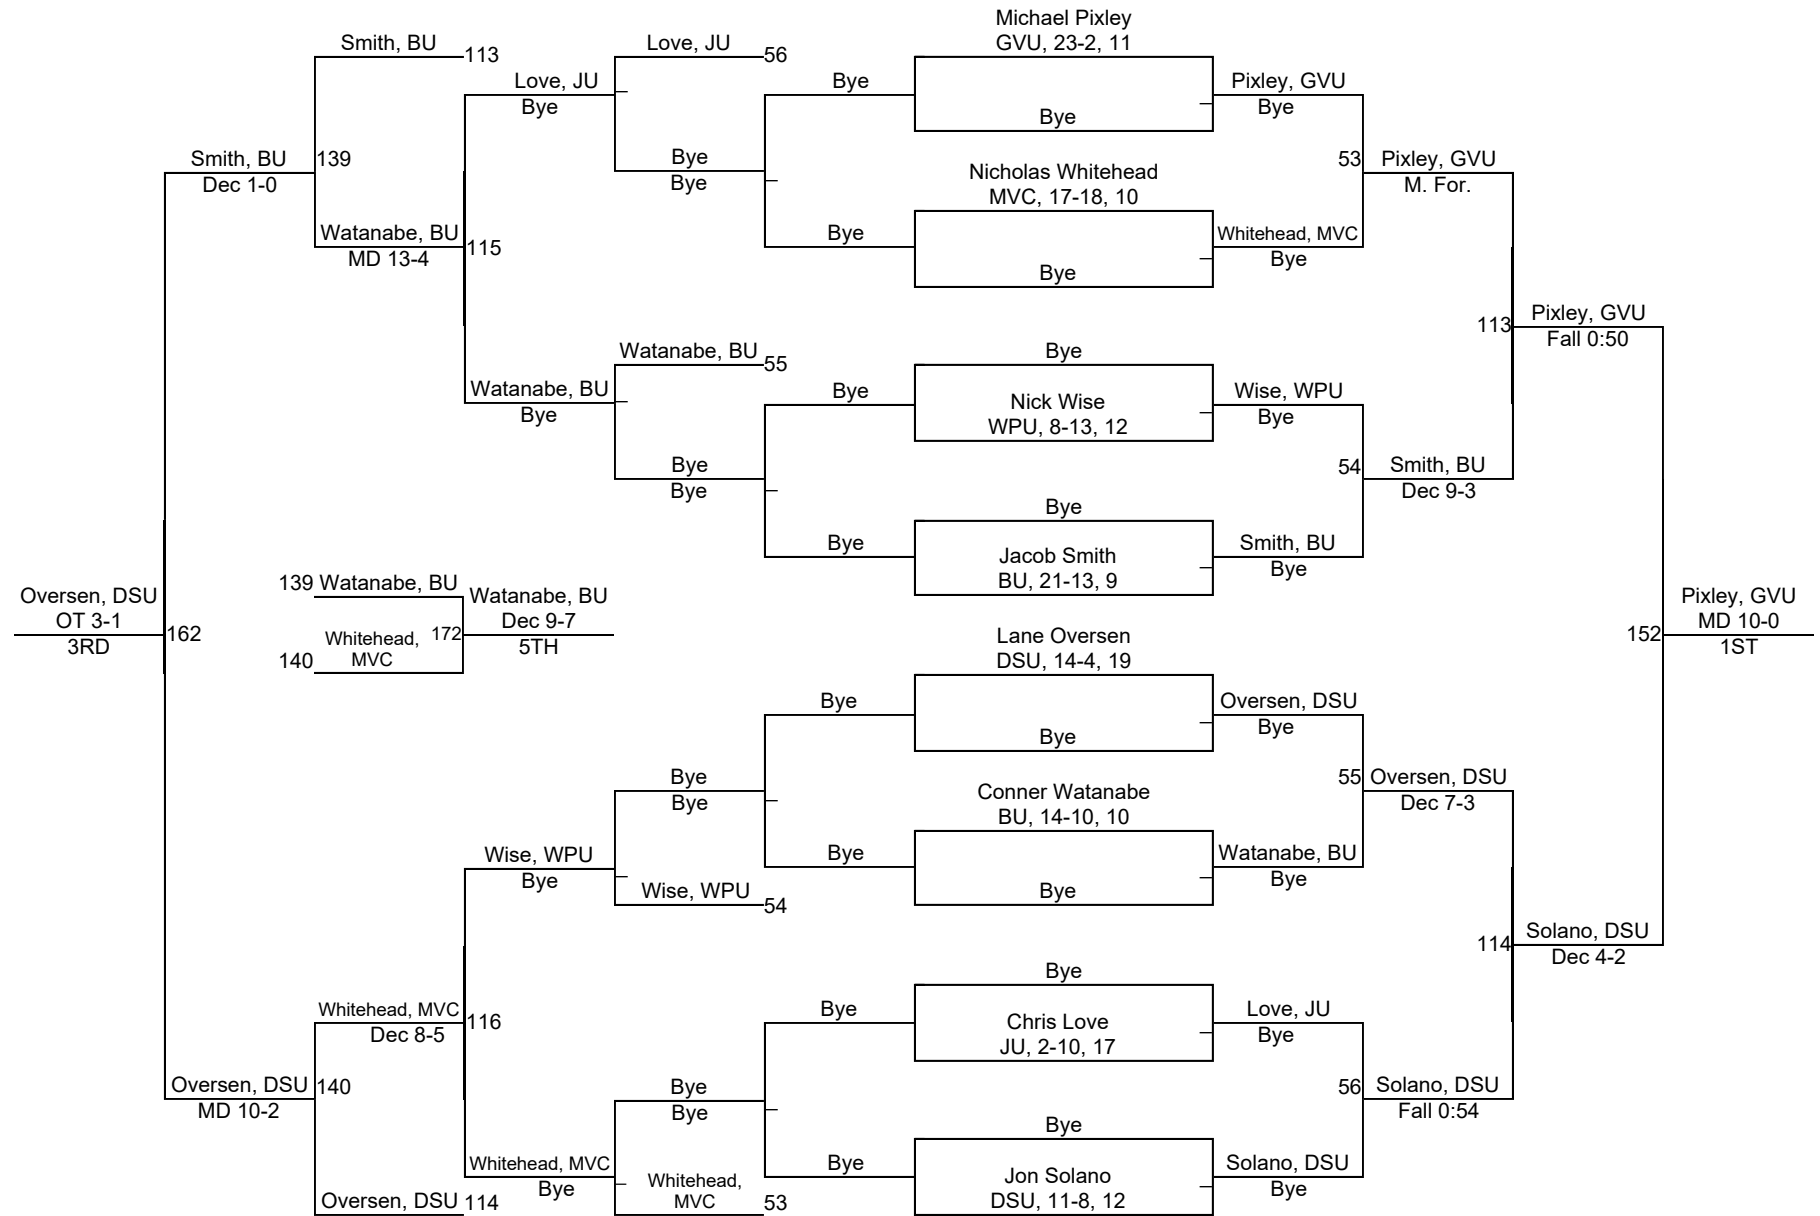 Michael Pixley
GVU, 23-2, 11
Smith, BU
113
Love, JU
56
Love, JU
Bye
Bye
Pixley, GVU
Bye
Bye
Smith, BU
139
Dec 1-0
Bye
Bye
Nicholas Whitehead
MVC, 17-18, 10
53
Pixley, GVU
M. For.
Watanabe, BU
115
MD 13-4
Bye
Whitehead, MVC
Bye
Bye
113
Pixley, GVU
Fall 0:50
Watanabe, BU
55
Bye
Watanabe, BU
Bye
Bye
Nick Wise
WPU, 8-13, 12
Wise, WPU
Bye
Bye
Bye
54
Smith, BU
Dec 9-3
Bye
Bye
Jacob Smith
BU, 21-13, 9
Smith, BU
Bye
Oversen, DSU
OT 3-1
3RD
162
139
Watanabe, BU
Whitehead,
MVC
140
172
Watanabe, BU
Dec 9-7
5TH
152
Pixley, GVU
MD 10-0
1ST
Lane Oversen
DSU, 14-4, 19
Bye
Bye
Oversen, DSU
Bye
Bye
Bye
Conner Watanabe
BU, 14-10, 10
55
Oversen, DSU
Dec 7-3
Wise, WPU
Bye
Bye
Watanabe, BU
Bye
Wise, WPU
54
Bye
114
Solano, DSU
Dec 4-2
Bye
Whitehead, MVC
116
Dec 8-5
Bye
Chris Love
JU, 2-10, 17
Love, JU
Bye
Oversen, DSU
140
MD 10-2
Bye
Bye
56
Solano, DSU
Fall 0:54
Bye
Whitehead, MVC
Bye
Whitehead,
MVC
53
Bye
Jon Solano
DSU, 11-8, 12
Solano, DSU
Bye
Oversen, DSU
114